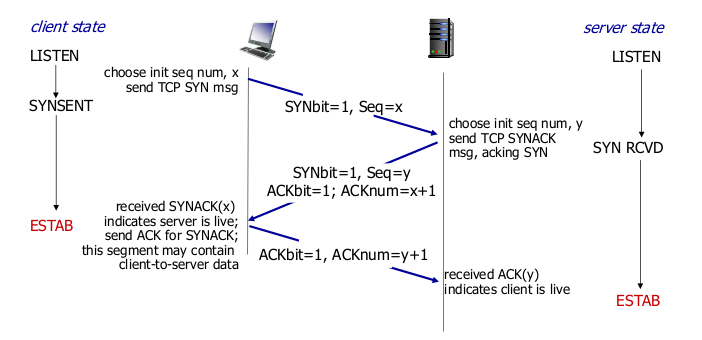 client state
server state
LISTEN
LISTEN
choose init seq num, x
send TCP SYN msg
SYNSENT
SYNbit=1, Seq=x
choose init seq num, y
send TCP SYNACK
msg, acking SYN
SYN RCVD
SYNbit=1, Seq=y
ACKbit=1; ACKnum=x+1
received SYNACK(x)
indicates server is live;
send ACK for SYNACK;
this segment may contain
client-to-server data
ESTAB
ACKbit=1, ACKnum=y+1
received ACK(y)
indicates client is live
ESTAB